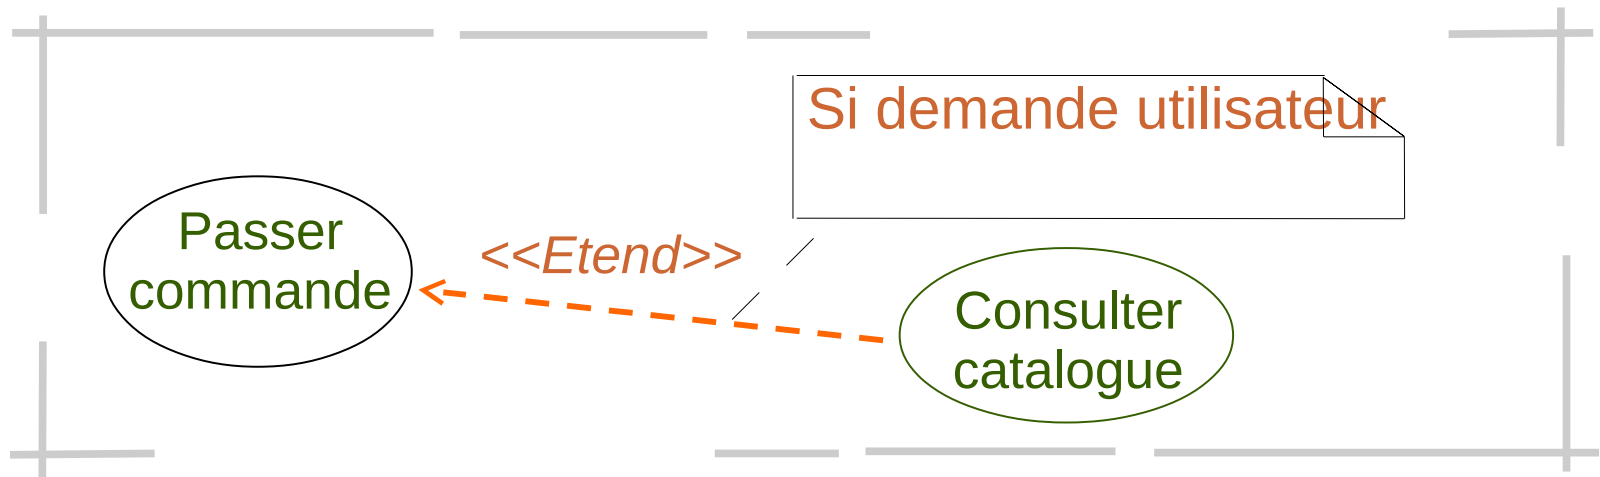 Si demande utilisateur
Passer
commande
<<Etend>>
Consulter
catalogue